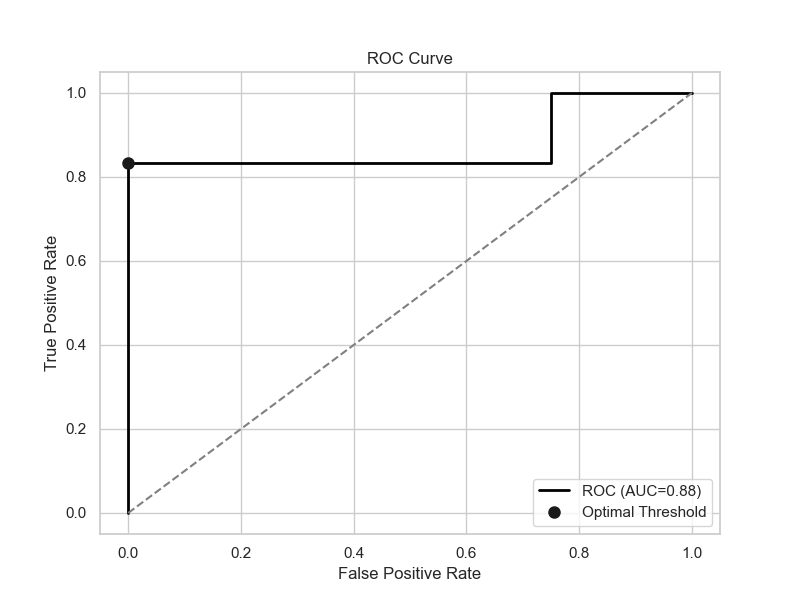 ROC Curve
True Positive Rate
1.0
0.8
0.6
0.4
0.2
0.0
0.0 0.2 0.4 0.6 0.8 1.0
False Positive Rate
ROC (AUC=0.88)
Optimal Threshold